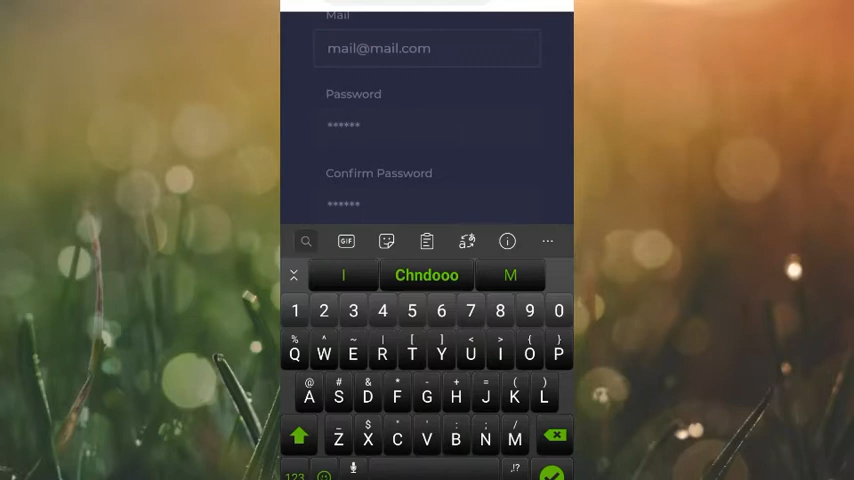 Mail
mail@mail.com
Password
******
Confirm Password
******
GIF
I Chndooo M
1 2 3 4 5 6 7 8 9 0
% ^ ~ | [ ] < > { }
Q W E R T Y U I O P
@ # & * - + = ( )
A S D F G H J K L
_ $ " ' : ; /
Z X C V B N M
123 ,!?